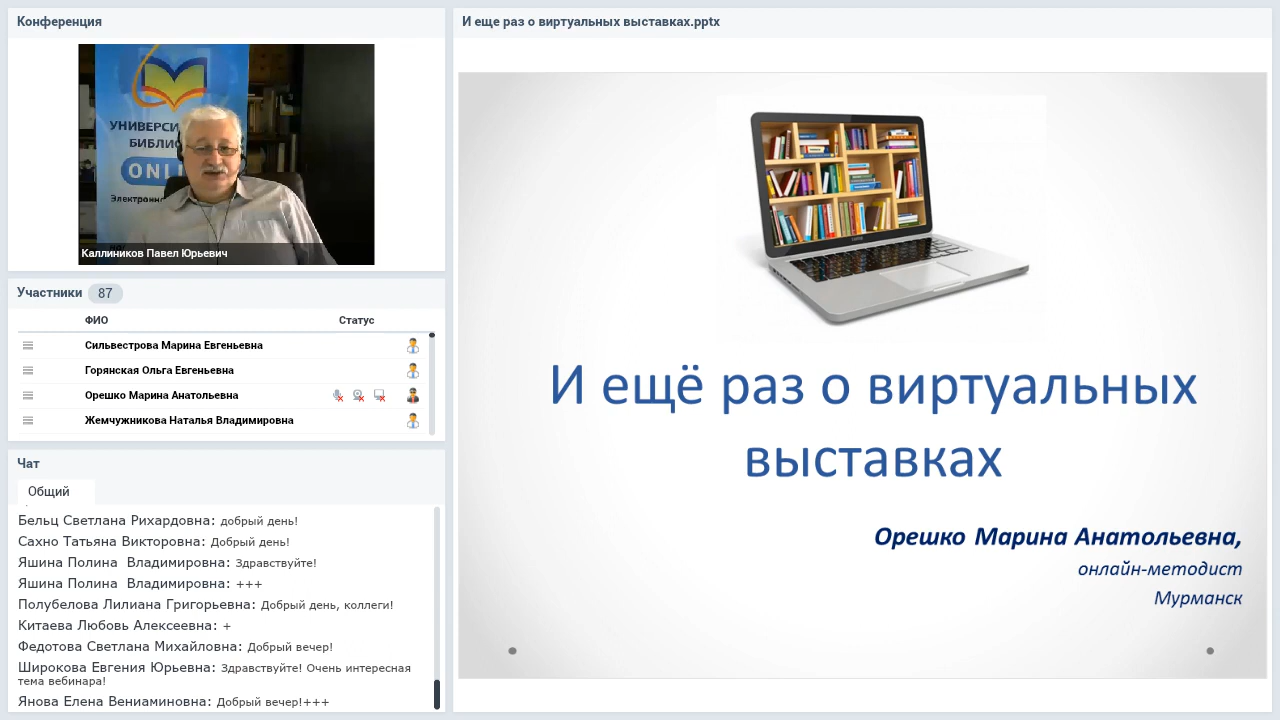 Конференция
УНИВЕРСИ
БИБЛИО
ONLI
Каллиников Павел Юрьевич
Участники 87
ФИО Статус
Сильвестрова Марина Евгеньевна
Горянская Ольга Евгеньевна
Орешко Марина Анатольевна
Жемчужникова Наталья Владимировна
Чат
Общий
Бельц Светлана Рихардовна: добрый день!
Сахно Татьяна Викторовна: Добрый день!
Яшина Полина Владимировна: Здравствуйте!
Яшина Полина Владимировна: +++
Полубелова Лилиана Григорьевна: Добрый день, коллеги!
Китаева Любовь Алексеевна: +
Федотова Светлана Михайловна: Добрый вечер!
Широкова Евгения Юрьевна: Здравствуйте! Очень интересная
тема вебинара!
Янова Елена Вениаминовна: Добрый вечер!+++
И еще раз о виртуальных выставках.pptx
И ещё раз о виртуальных
выставках
Орешко Марина Анатольевна,
онлайн-методист
Мурманск